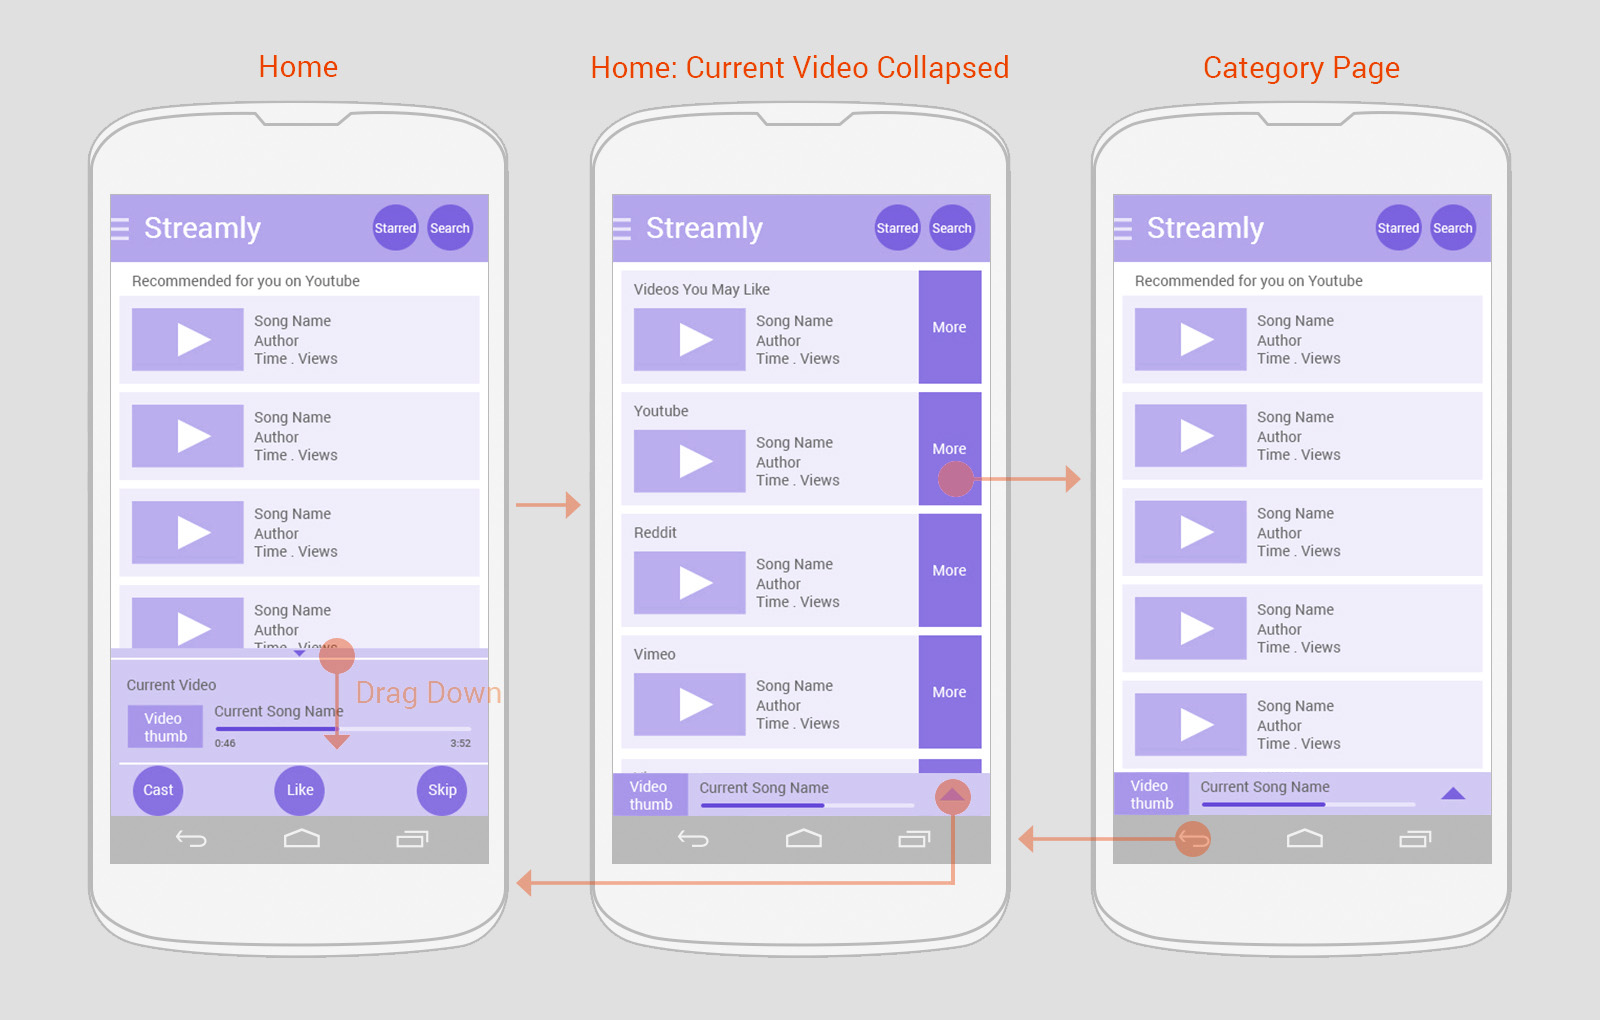 Home
Streamly
Starred
Search
Recommended for you on Youtube
Song Name
Author
Time . Views
Song Name
Author
Time . Views
Song Name
Author
Time . Views
Song Name
Author
Time . Views
Drag Down
Current Video
Video
thumb
Current Song Name
0:46
3:52
Cast
Like
Skip
Home: Current Video Collapsed
Streamly
Starred
Search
Videos You May Like
Song Name
Author
Time . Views
More
Youtube
Song Name
Author
Time . Views
More
Reddit
Song Name
Author
Time . Views
More
Vimeo
Song Name
Author
Time . Views
More
Video
thumb
Current Song Name
Category Page
Streamly
Starred
Search
Recommended for you on Youtube
Song Name
Author
Time . Views
Song Name
Author
Time . Views
Song Name
Author
Time . Views
Song Name
Author
Time . Views
Song Name
Author
Time . Views
Video
thumb
Current Song Name